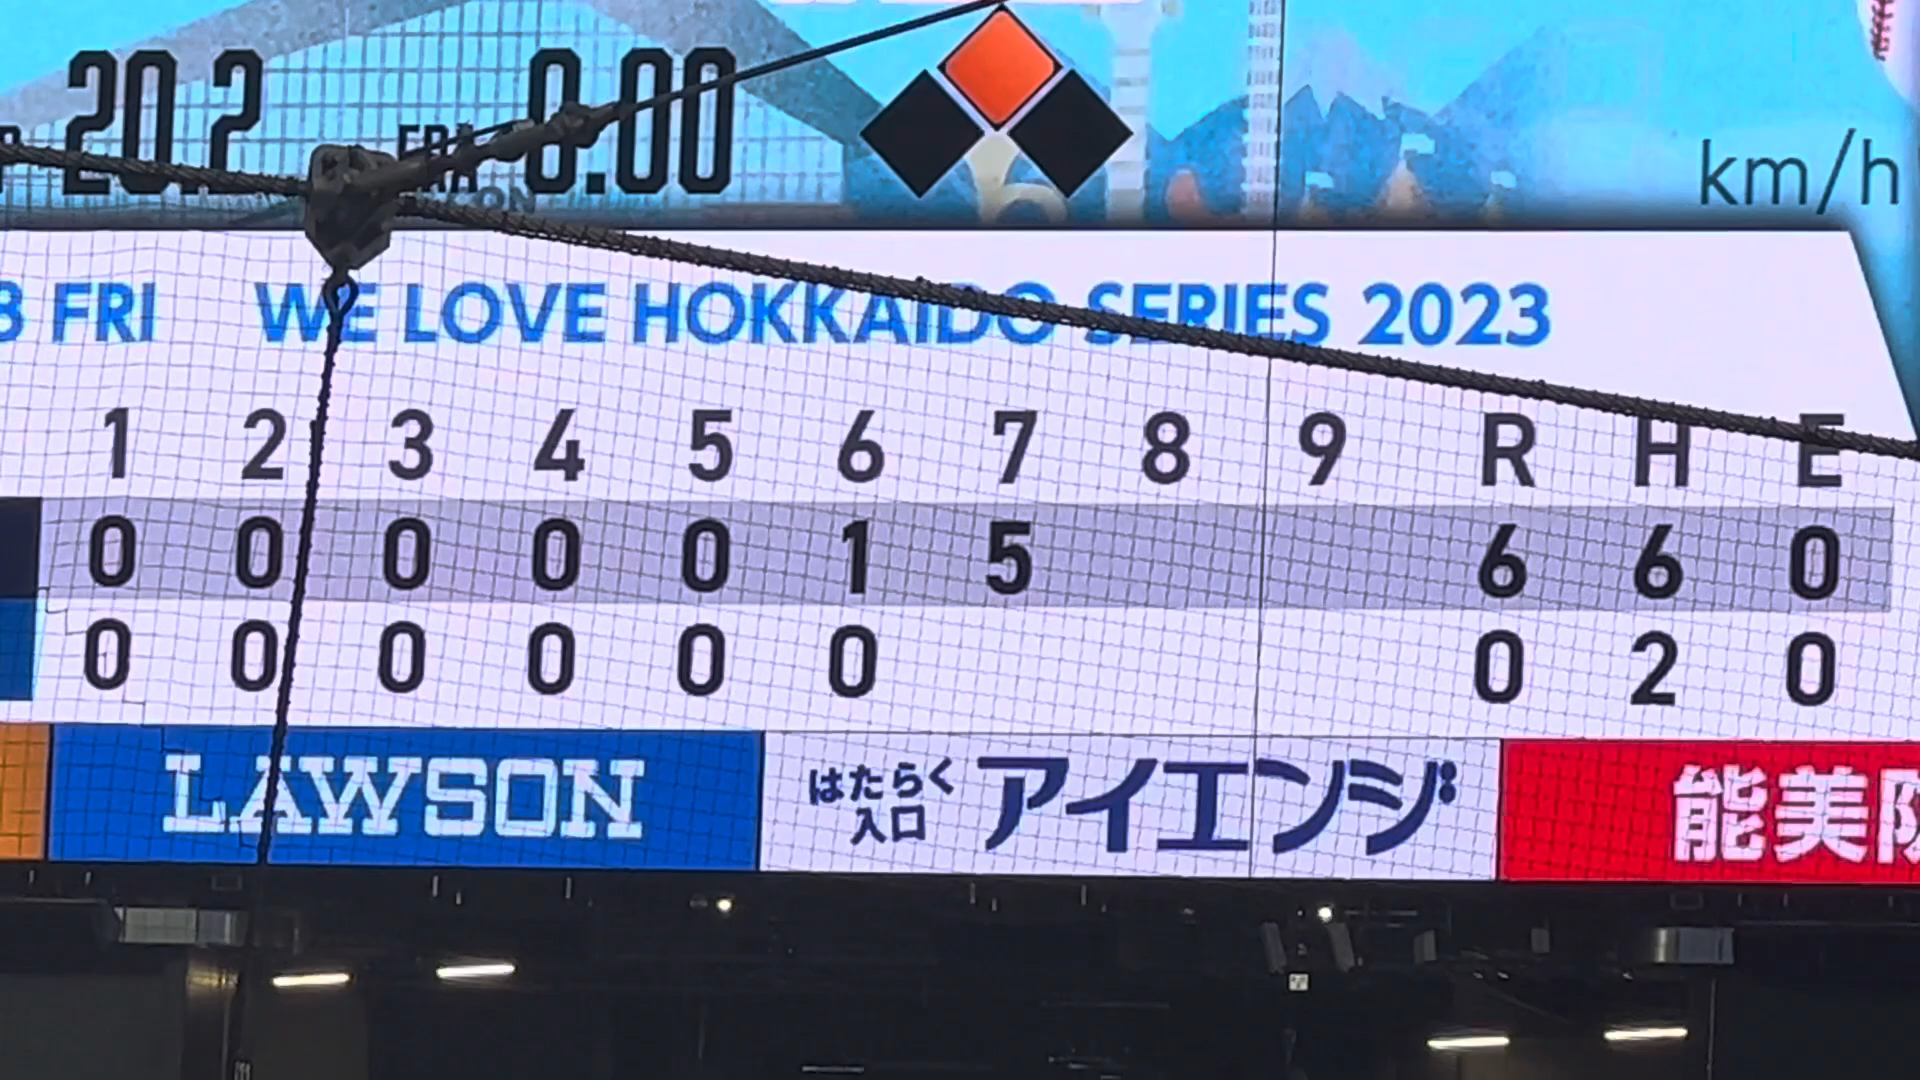 20.2 ERA 0.00
km/h
8 FRI WE LOVE HOKKAIDO SERIES 2023
1 2 3 4 5 6 7 8 9 R H E
0 0 0 0 0 1 5 6 6 0
0 0 0 0 0 0 0 2 0
LAWSON
はたらく
入口
アイエンジ
能美防